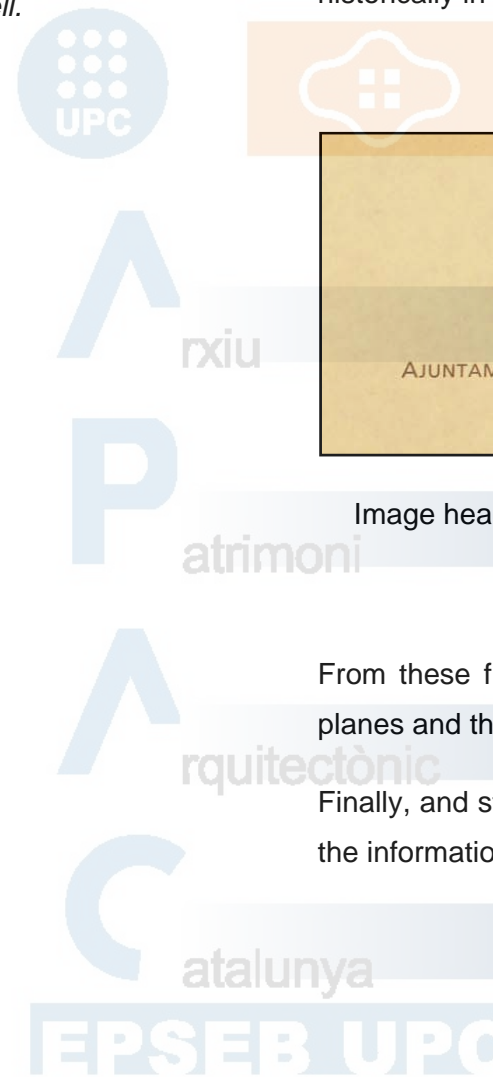 ell.
historically in
UPC
rxiu
AJUNTAM
P
Image hea
atrimoni
From these f
planes and th
rquitectònic
Finally, and s
the informatio
C
atalunya
EPSEB UPC